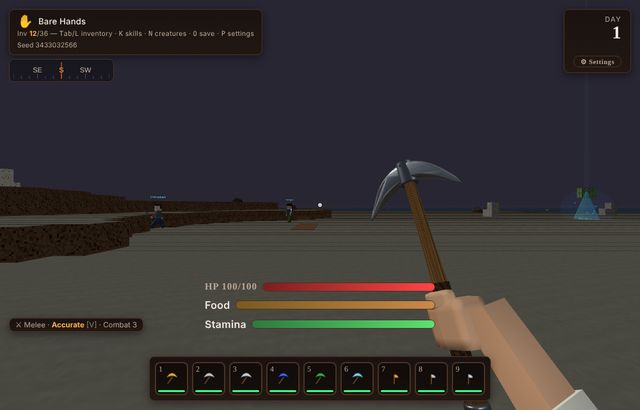 Bare Hands
Inv 12/36 — Tab/L inventory · K skills · N creatures · 0 save · P settings
Seed 3433032566
SE S SW
DAY
1
⚙ Settings
HP 100/100
Food
Stamina
⚔ Melee · Accurate [V] · Combat 3
1 2 3 4 5 6 7 8 9